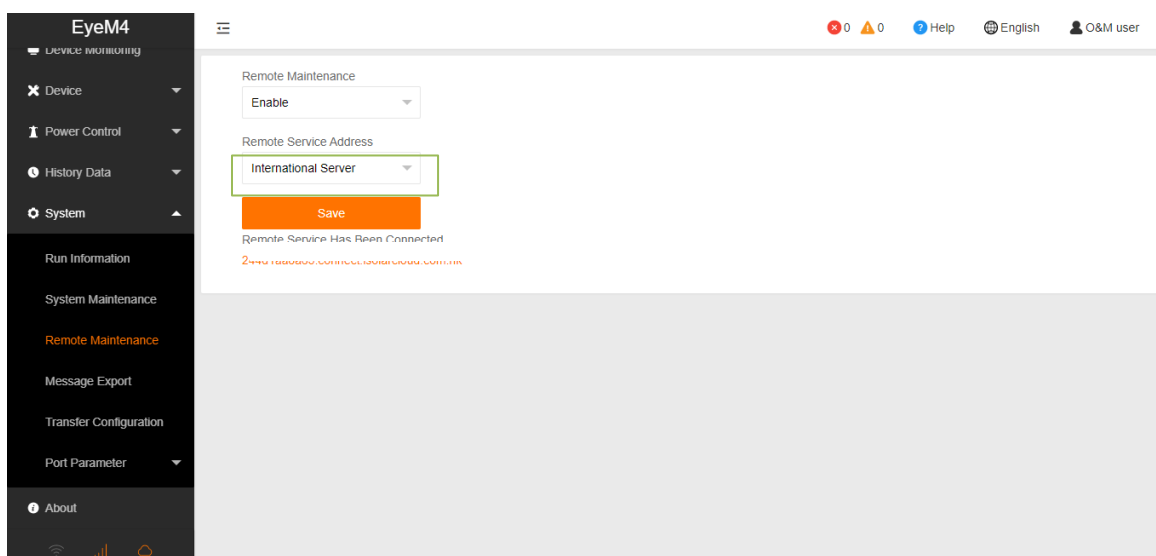 EyeM4
0 0 Help English O&M user
Device Monitoring
Device
Power Control
History Data
System
Run Information
System Maintenance
Remote Maintenance
Message Export
Transfer Configuration
Port Parameter
About
Remote Maintenance
Enable
Remote Service Address
International Server
Save
Remote Service Has Been Connected